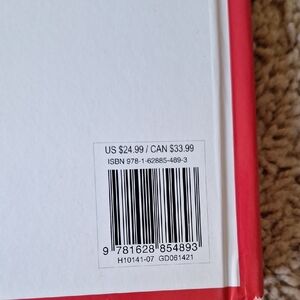 US $24.99 / CAN $33.99
ISBN 978-1-62885-489-3
9 781628 854893
H10141-07 GD061421